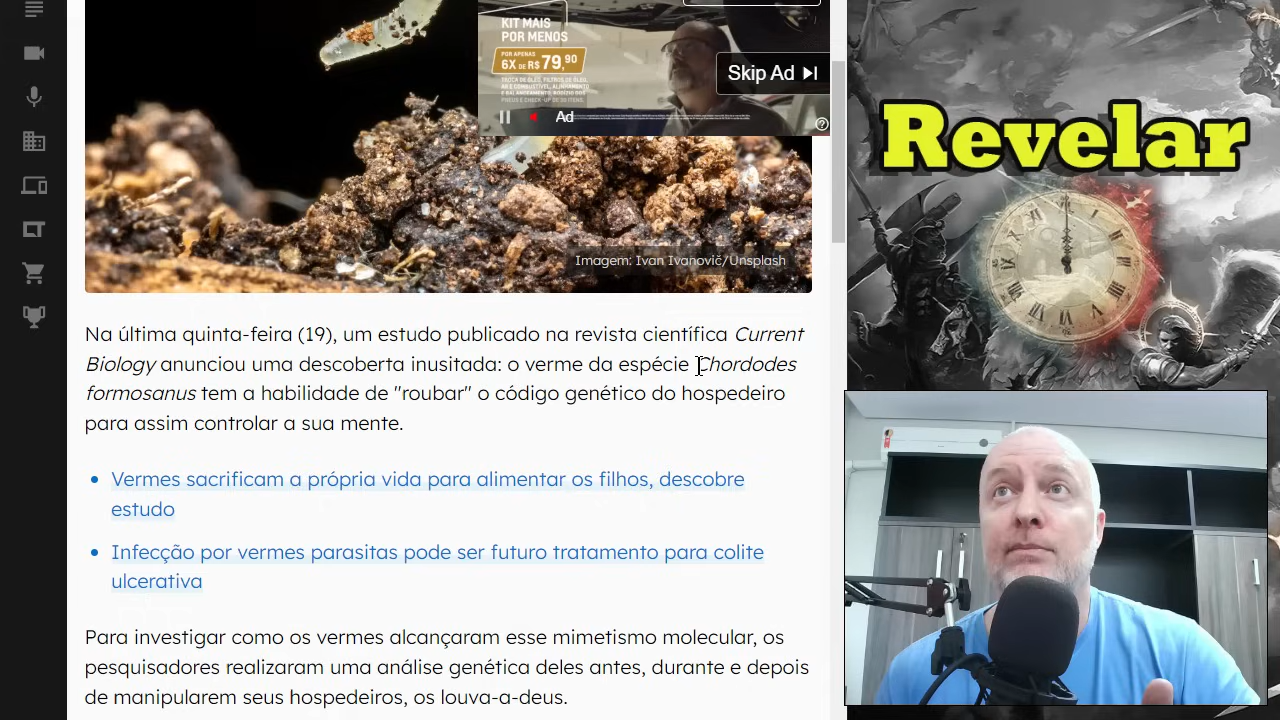 KIT MAIS
POR MENOS
POR APENAS
6X DE R$ 79,90
Skip Ad
Ad
Revelar
Imagem: Ivan Ivanovič/Unsplash
Na última quinta-feira (19), um estudo publicado na revista científica Current
Biology anunciou uma descoberta inusitada: o verme da espécie Chordodes
formosanus tem a habilidade de "roubar" o código genético do hospedeiro
para assim controlar a sua mente.
Vermes sacrificam a própria vida para alimentar os filhos, descobre
estudo
Infecção por vermes parasitas pode ser futuro tratamento para colite
ulcerativa
Para investigar como os vermes alcançaram esse mimetismo molecular, os
pesquisadores realizaram uma análise genética deles antes, durante e depois
de manipularem seus hospedeiros, os louva-a-deus.